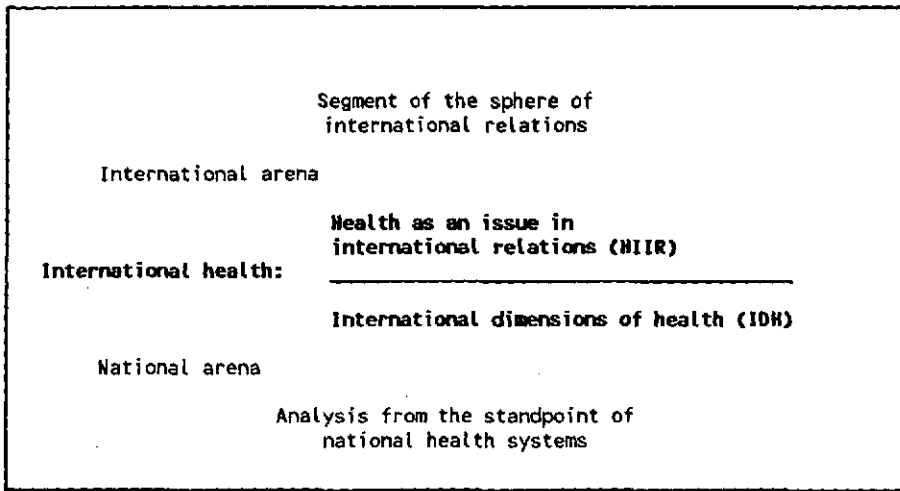 Segment of the sphere of
international relations
International arena
Health as an issue in
international relations (HIIR)
International health:
International dimensions of health (IDH)
National arena
Analysis from the standpoint of
national health systems